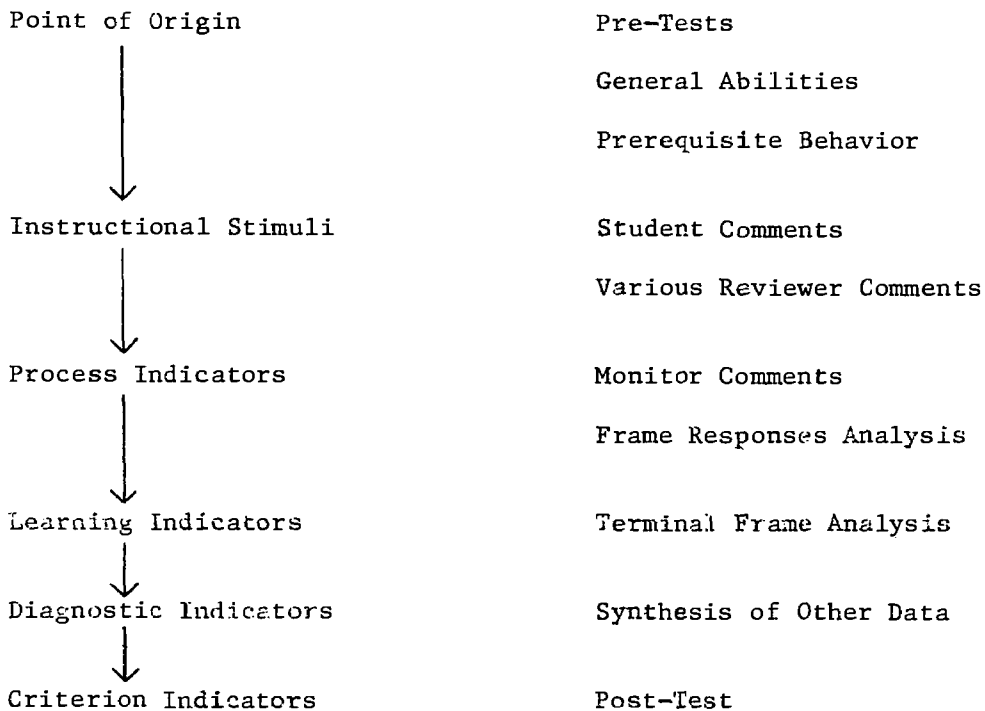 Point of Origin Pre-Tests
General Abilities
Prerequisite Behavior
Instructional Stimuli Student Comments
Various Reviewer Comments
Process Indicators Monitor Comments
Frame Responses Analysis
Learning Indicators Terminal Frame Analysis
Diagnostic Indicators Synthesis of Other Data
Criterion Indicators Post-Test